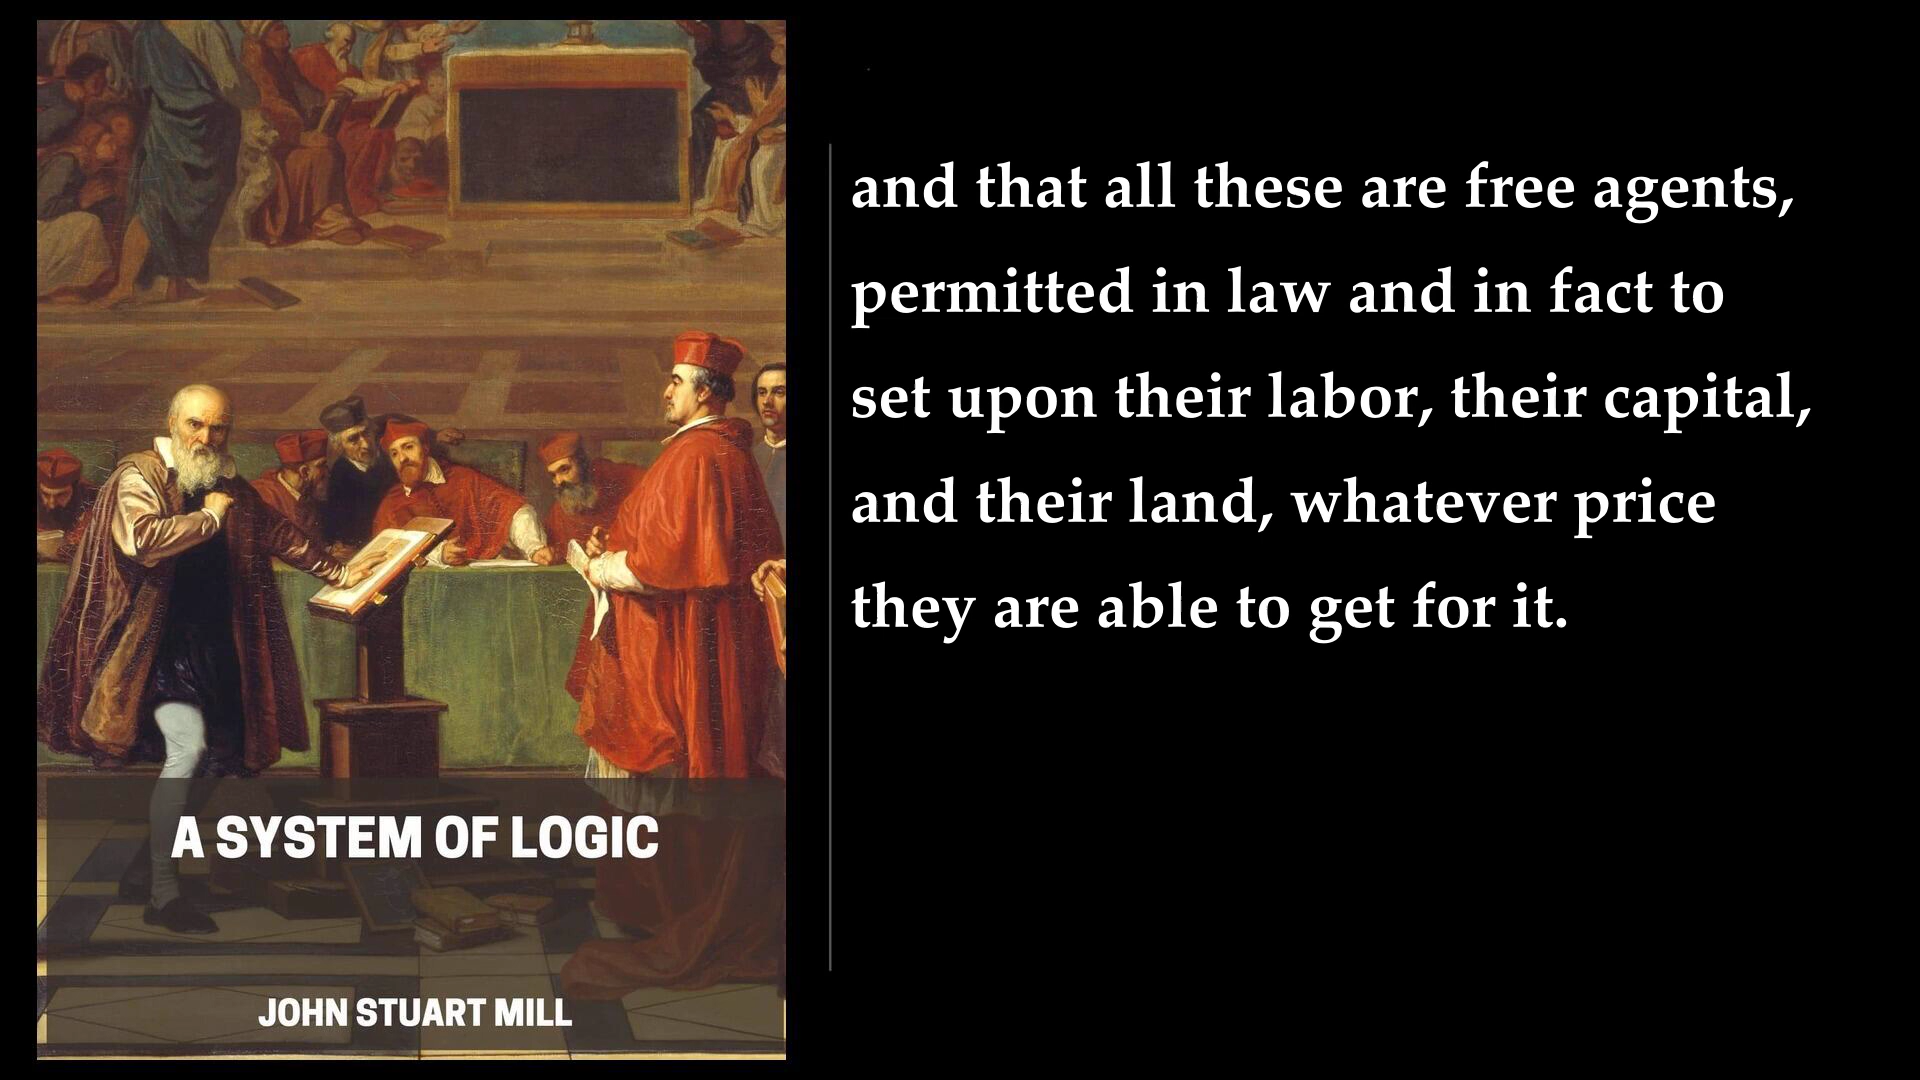 A SYSTEM OF LOGIC
JOHN STUART MILL
and that all these are free agents,
permitted in law and in fact to
set upon their labor, their capital,
and their land, whatever price
they are able to get for it.